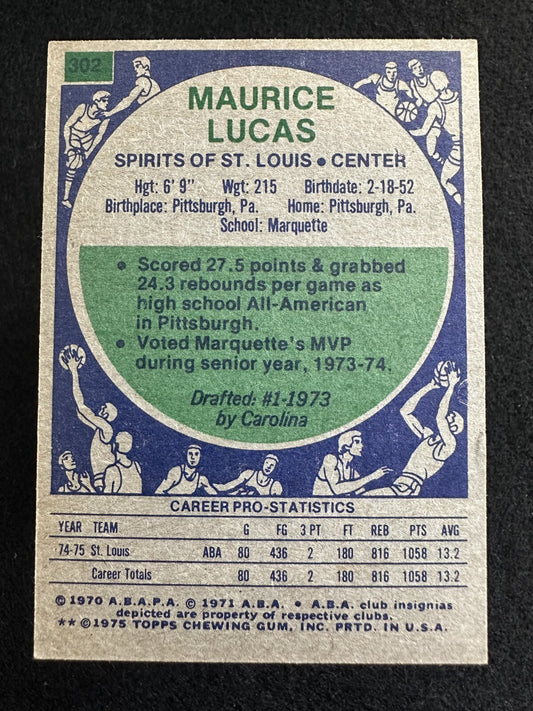 302
MAURICE
LUCAS
SPIRITS OF ST. LOUIS • CENTER
Hgt: 6' 9" Wgt: 215 Birthdate: 2-18-52
Birthplace: Pittsburgh, Pa. Home: Pittsburgh, Pa.
School: Marquette
• Scored 27.5 points & grabbed
24.3 rebounds per game as
high school All-American
in Pittsburgh.
• Voted Marquette's MVP
during senior year, 1973-74.
Drafted: #1-1973
by Carolina
CAREER PRO-STATISTICS
YEAR TEAM G FG 3 PT FT REB PTS AVG
74-75 St. Louis ABA 80 436 2 180 816 1058 13.2
Career Totals 80 436 2 180 816 1058 13.2
© 1970 A.B.A.P.A. © 1971 A.B.A. • A.B.A. club insignias
depicted are property of respective clubs.
** © 1975 TOPPS CHEWING GUM, INC. PRTD. IN U.S.A.